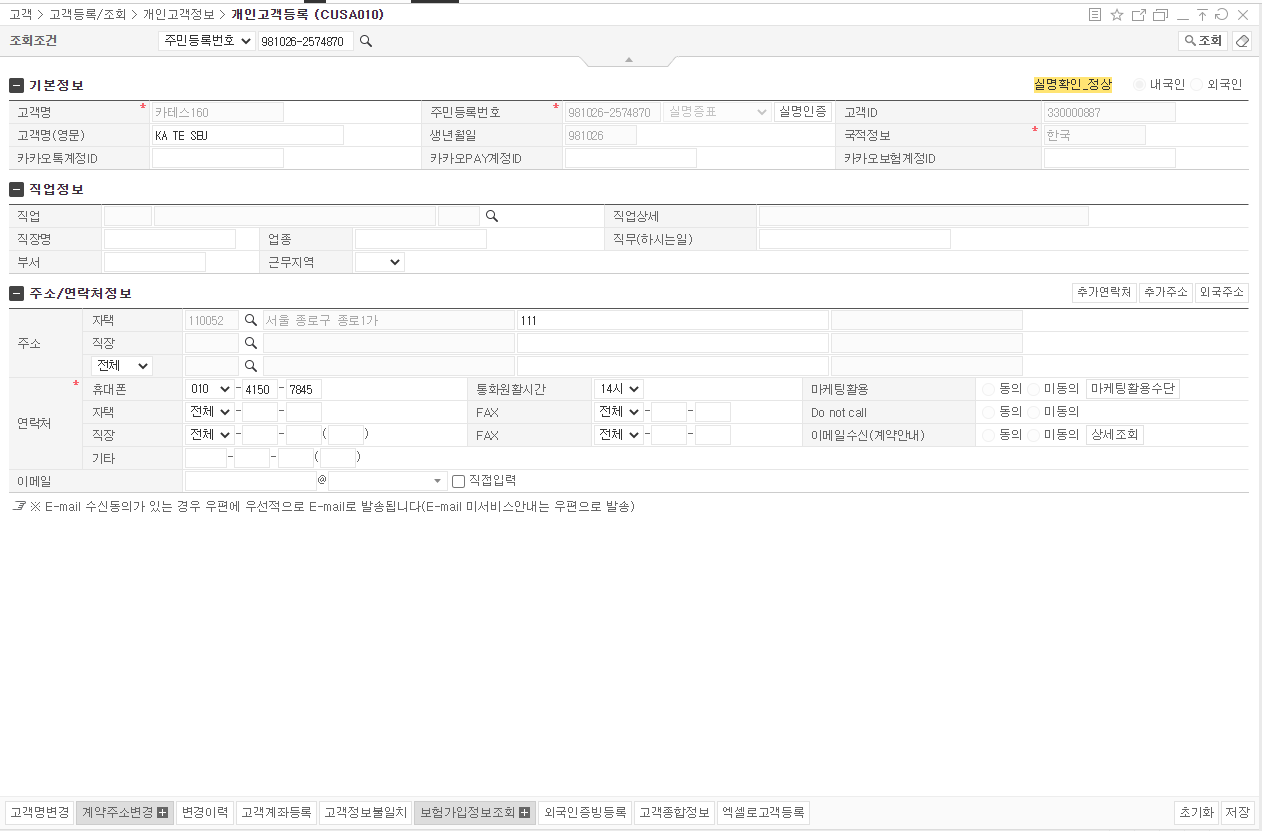 고객 > 고객등록/조회 > 개인고객정보 > 개인고객등록 (CUSA010)
조회조건 주민등록번호 981026-2574870 조회
기본정보 실명확인_정상 내국인 외국인
고객명 * 카테스160 주민등록번호 * 981026-2574870 실명증표 실명인증 고객ID 330000887
고객명(영문) KA TE SEU 생년월일 981026 국적정보 * 한국
카카오톡계정ID 카카오PAY계정ID 카카오보험계정ID
직업정보
직업 직업상세
직장명 업종 직무(하시는일)
부서 근무지역
주소/연락처정보 추가연락처 추가주소 외국주소
주소 자택 110052 서울 종로구 종로1가 111
직장
전체
연락처 * 휴대폰 010 - 4150 - 7845 통화원활시간 14시 마케팅활용 동의 미동의 마케팅활용수단
자택 전체 - - FAX 전체 - - Do not call 동의 미동의
직장 전체 - - ( ) FAX 전체 - - 이메일수신(계약안내) 동의 미동의 상세조회
기타 - - ( )
이메일 @ 직접입력
☞ ※ E-mail 수신동의가 있는 경우 우편에 우선적으로 E-mail로 발송됩니다(E-mail 미서비스안내는 우편으로 발송)
고객명변경 계약주소변경 변경이력 고객계좌등록 고객정보불일치 보험가입정보조회 외국인증빙등록 고객종합정보 엑셀로고객등록 초기화 저장